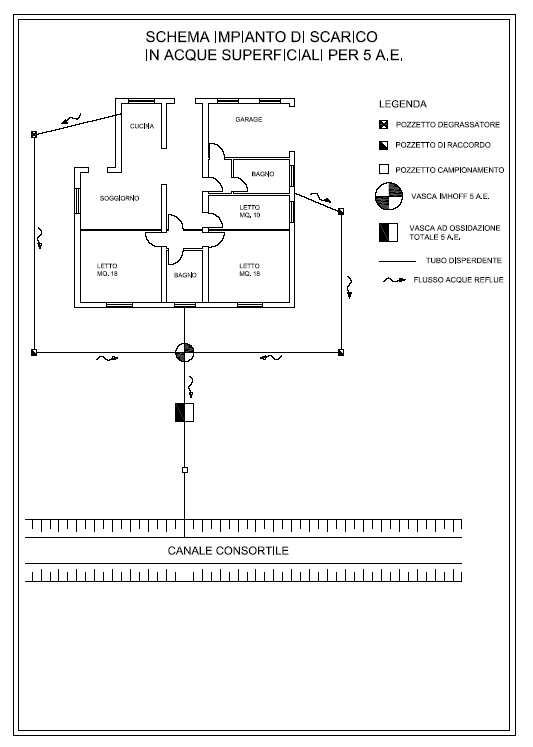 SCHEMA IMPIANTO DI SCARICO
IN ACQUE SUPERFICIALI PER 5 A.E.
LEGENDA
POZZETTO DEGRASSATORE
POZZETTO DI RACCORDO
POZZETTO CAMPIONAMENTO
VASCA IMHOFF 5 A.E.
VASCA AD OSSIDAZIONE
TOTALE 5 A.E.
TUBO DISPERDENTE
FLUSSO ACQUE REFLUE
CUCINA
GARAGE
BAGNO
SOGGIORNO
LETTO
MQ. 10
LETTO
MQ. 18
BAGNO
LETTO
MQ. 18
CANALE CONSORTILE